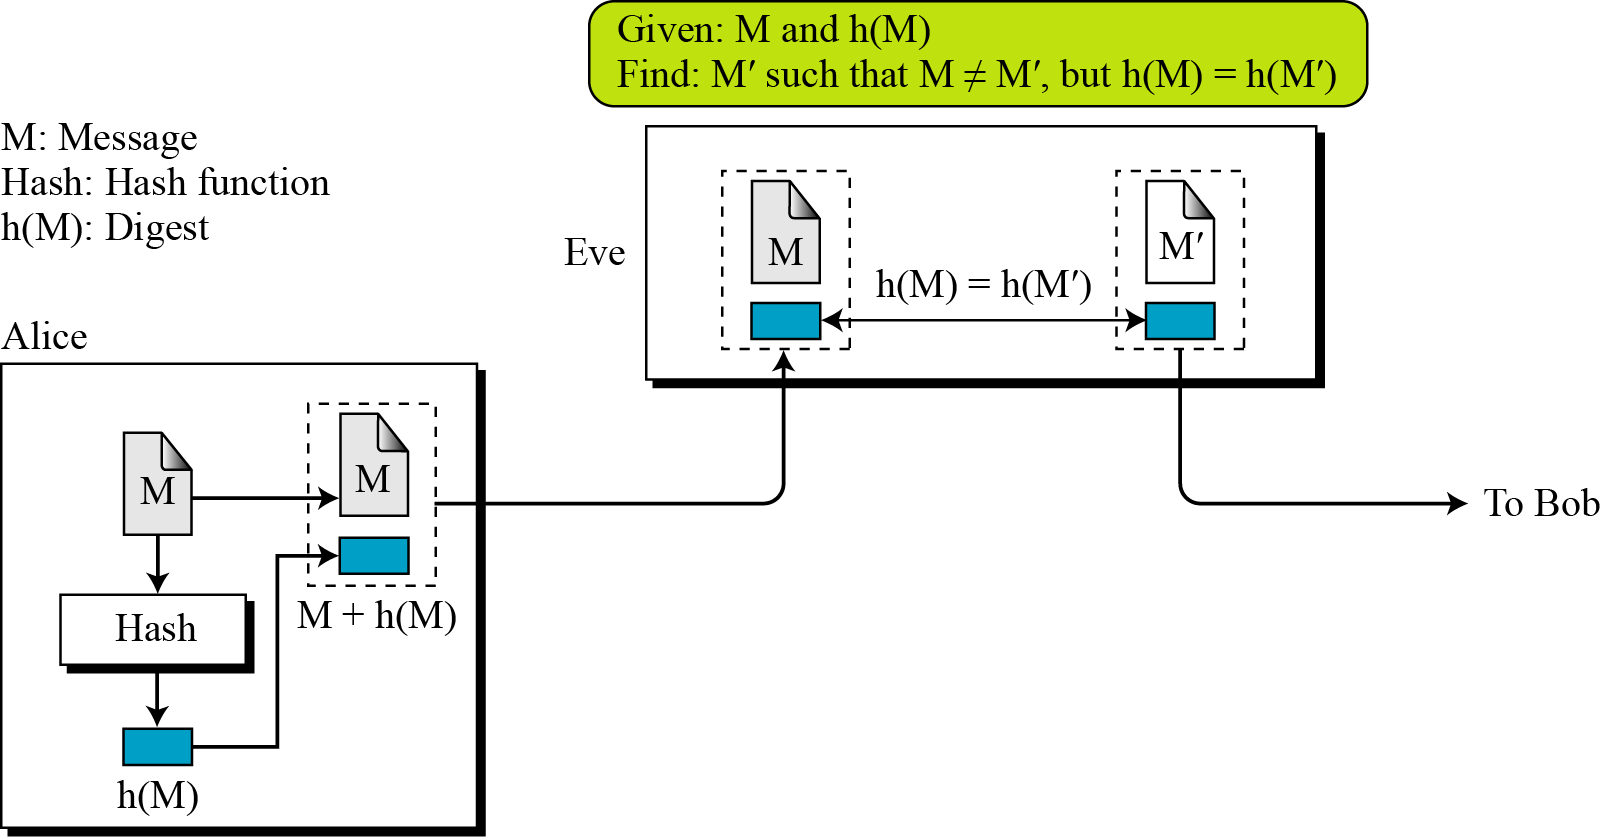 Given: M and h(M)
Find: M′ such that M ≠ M′, but h(M) = h(M′)
M: Message
Hash: Hash function
h(M): Digest
Eve
M
M′
h(M) = h(M′)
Alice
M
M
Hash
M + h(M)
h(M)
To Bob